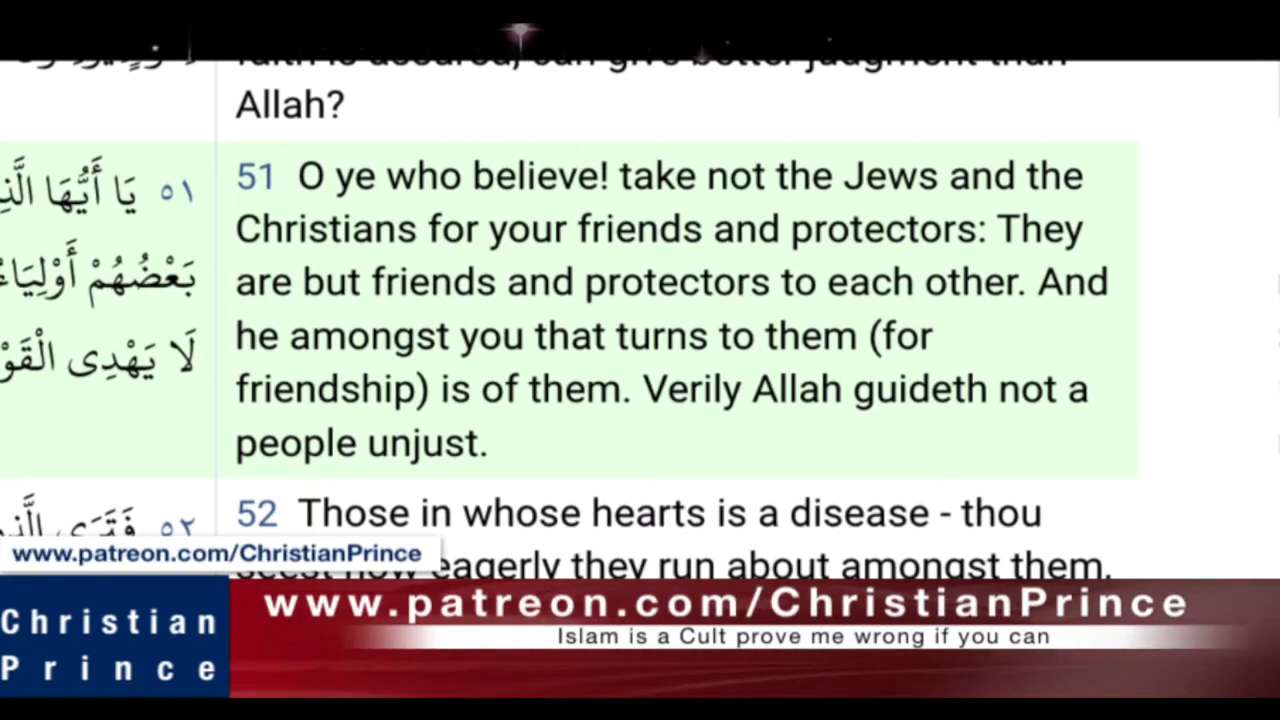 Allah?
يَا أَيُّهَا ٥١
51 O ye who believe! take not the Jews and the
Christians for your friends and protectors: They
بَعْضُهُمْ
are but friends and protectors to each other. And
he amongst you that turns to them (for
لَا يَهْدِى
friendship) is of them. Verily Allah guideth not a
people unjust.
٥٢
52 Those in whose hearts is a disease - thou
www.patreon.com/ChristianPrince
eagerly they run about amongst them.
www.patreon.com/ChristianPrince
Christian
Prince
Islam is a Cult prove me wrong if you can